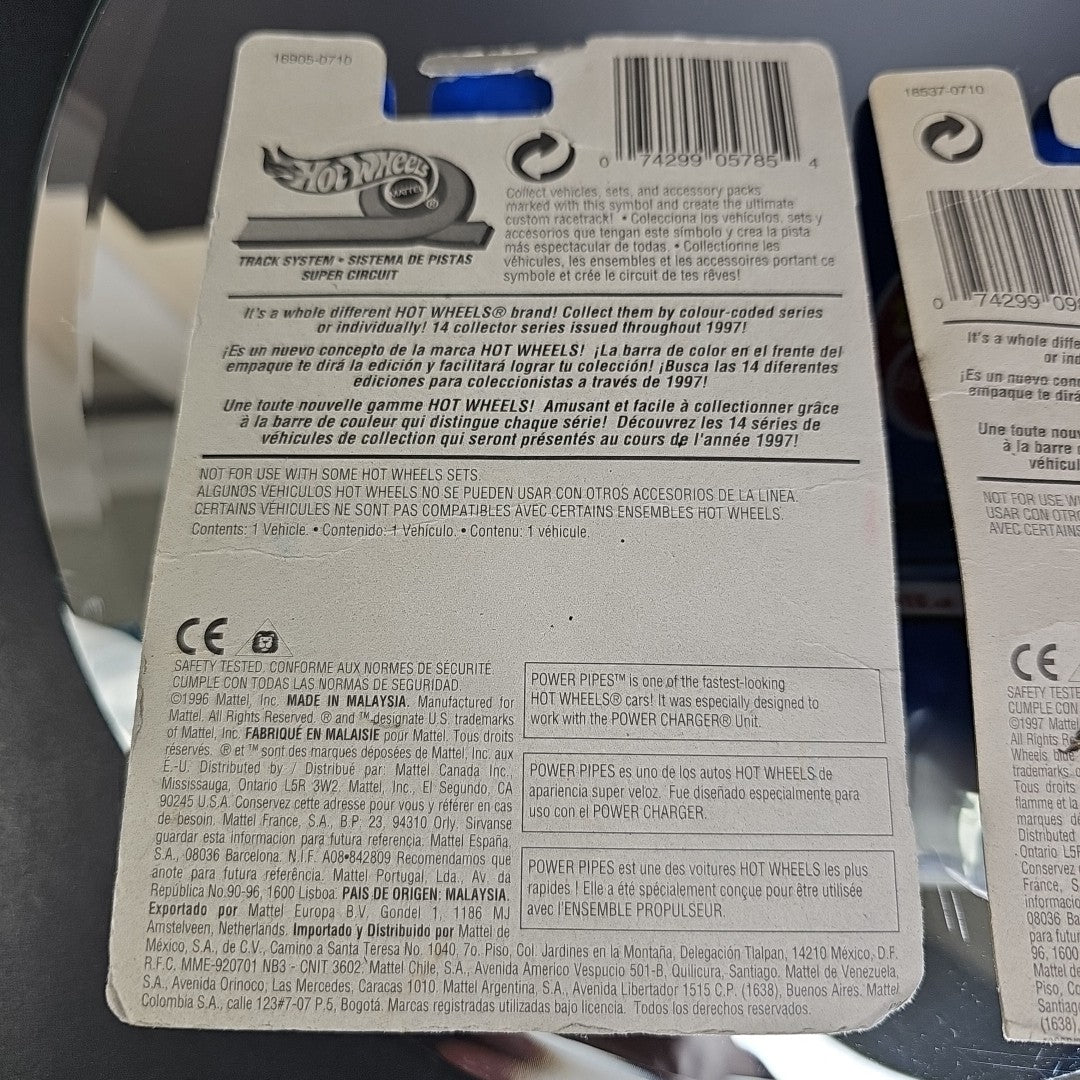 16905-0710
HOT WHEELS
MATTEL
®
TRACK SYSTEM • SISTEMA DE PISTAS
SUPER CIRCUIT
0 74299 05785 4
Collect vehicles, sets, and accessory packs
marked with this symbol and create the ultimate
custom racetrack! • Colecciona los vehículos, sets y
accesorios que tengan este símbolo y crea la pista
más espectacular de todas. • Collectionne les
véhicules, les ensembles et les accessoires portant ce
symbole et crée le circuit de tes rêves!
It's a whole different HOT WHEELS® brand! Collect them by colour-coded series
or individually! 14 collector series issued throughout 1997!
¡Es un nuevo concepto de la marca HOT WHEELS! ¡La barra de color en el frente del
empaque te dirá la edición y facilitará lograr tu colección! ¡Busca las 14 diferentes
ediciones para coleccionistas a través de 1997!
Une toute nouvelle gamme HOT WHEELS! Amusant et facile à collectionner grâce
à la barre de couleur qui distingue chaque série! Découvrez les 14 séries de
véhicules de collection qui seront présentés au cours de l'année 1997!
NOT FOR USE WITH SOME HOT WHEELS SETS.
ALGUNOS VEHICULOS HOT WHEELS NO SE PUEDEN USAR CON OTROS ACCESORIOS DE LA LINEA.
CERTAINS VÉHICULES NE SONT PAS COMPATIBLES AVEC CERTAINS ENSEMBLES HOT WHEELS.
Contents: 1 Vehicle. • Contenido: 1 Vehículo. • Contenu: 1 véhicule.
CE
SAFETY TESTED. CONFORME AUX NORMES DE SÉCURITÉ
CUMPLE CON TODAS LAS NORMAS DE SEGURIDAD.
©1996 Mattel, Inc. MADE IN MALAYSIA. Manufactured for
Mattel. All Rights Reserved. ® and ™ designate U.S. trademarks
of Mattel, Inc. FABRIQUÉ EN MALAISIE pour Mattel. Tous droits
réservés. ® et ™ sont des marques déposées de Mattel, Inc. aux
É.-U. Distributed by / Distribué par: Mattel Canada Inc.,
Mississauga, Ontario L5R 3W2. Mattel, Inc., El Segundo, CA
90245 U.S.A. Conservez cette adresse pour vous y référer en cas
de besoin. Mattel France, S.A., B.P. 23, 94310 Orly. Sirvanse
guardar esta informacion para futura referencia. Mattel España,
S.A., 08036 Barcelona. N.I.F. A08•842809 Recomendamos que
anote para futura referência. Mattel Portugal, Lda., Av. da
República No.90-96, 1600 Lisboa. PAIS DE ORIGEN: MALAYSIA.
Exportado por Mattel Europa B.V. Gondel 1, 1186 MJ
Amstelveen, Netherlands. Importado y Distribuido por Mattel de
México, S.A., de C.V., Camino a Santa Teresa No. 1040, 7o. Piso, Col. Jardines en la Montaña, Delegación Tlalpan, 14210 México, D.F.
R.F.C. MME-920701 NB3 - CNIT 3602. Mattel Chile, S.A., Avenida Americo Vespucio 501-B, Quilicura, Santiago. Mattel de Venezuela,
S.A., Avenida Orinoco, Las Mercedes, Caracas 1010. Mattel Argentina, S.A., Avenida Libertador 1515 C.P. (1638), Buenos Aires. Mattel
Colombia S.A., calle 123#7-07 P.5, Bogotá. Marcas registradas utilizadas bajo licencia. Todos los derechos reservados.
POWER PIPES™ is one of the fastest-looking
HOT WHEELS® cars! It was especially designed to
work with the POWER CHARGER® Unit.
POWER PIPES es uno de los autos HOT WHEELS de
apariencia super veloz. Fue diseñado especialmente para
uso con el POWER CHARGER.
POWER PIPES est une des voitures HOT WHEELS les plus
rapides ! Elle a été spécialement conçue pour être utilisée
avec l'ENSEMBLE PROPULSEUR.
18537-0710
0 74299 09
It's a whole diffe
or ind
¡Es un nuevo con
empaque te dirá
Une toute nou
à la barre
véhicul
NOT FOR USE W
USAR CON OTR
AVEC CERTAINS
CE
SAFETY TESTE
CUMPLE CON
©1997 Mattel
All Rights Re
Wheels, blue
trademarks
Tous droits
flamme et la
marques dé
Distributed
Ontario L5R
Conservez
France, S
informacio
08036 Ba
para futur
96, 1600
Mattel de
Piso, Co
Santiag
(1638)